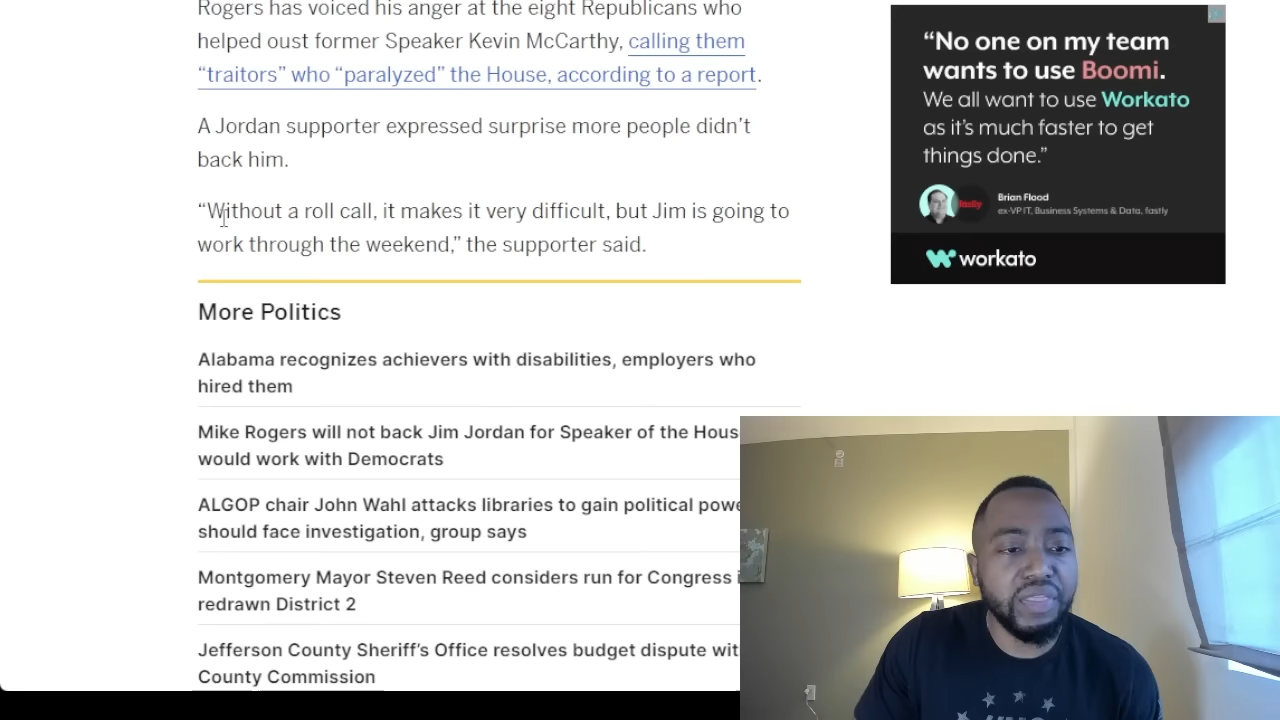 Rogers has voiced his anger at the eight Republicans who
helped oust former Speaker Kevin McCarthy, calling them
“traitors” who “paralyzed” the House, according to a report.
A Jordan supporter expressed surprise more people didn’t
back him.
“Without a roll call, it makes it very difficult, but Jim is going to
work through the weekend,” the supporter said.
More Politics
Alabama recognizes achievers with disabilities, employers who
hired them
Mike Rogers will not back Jim Jordan for Speaker of the Hous
would work with Democrats
ALGOP chair John Wahl attacks libraries to gain political powe
should face investigation, group says
Montgomery Mayor Steven Reed considers run for Congress i
redrawn District 2
Jefferson County Sheriff’s Office resolves budget dispute wit
County Commission
“No one on my team
wants to use Boomi.
We all want to use Workato
as it’s much faster to get
things done.”
Brian Flood
ex-VP IT, Business Systems & Data, fastly
fastly
workato